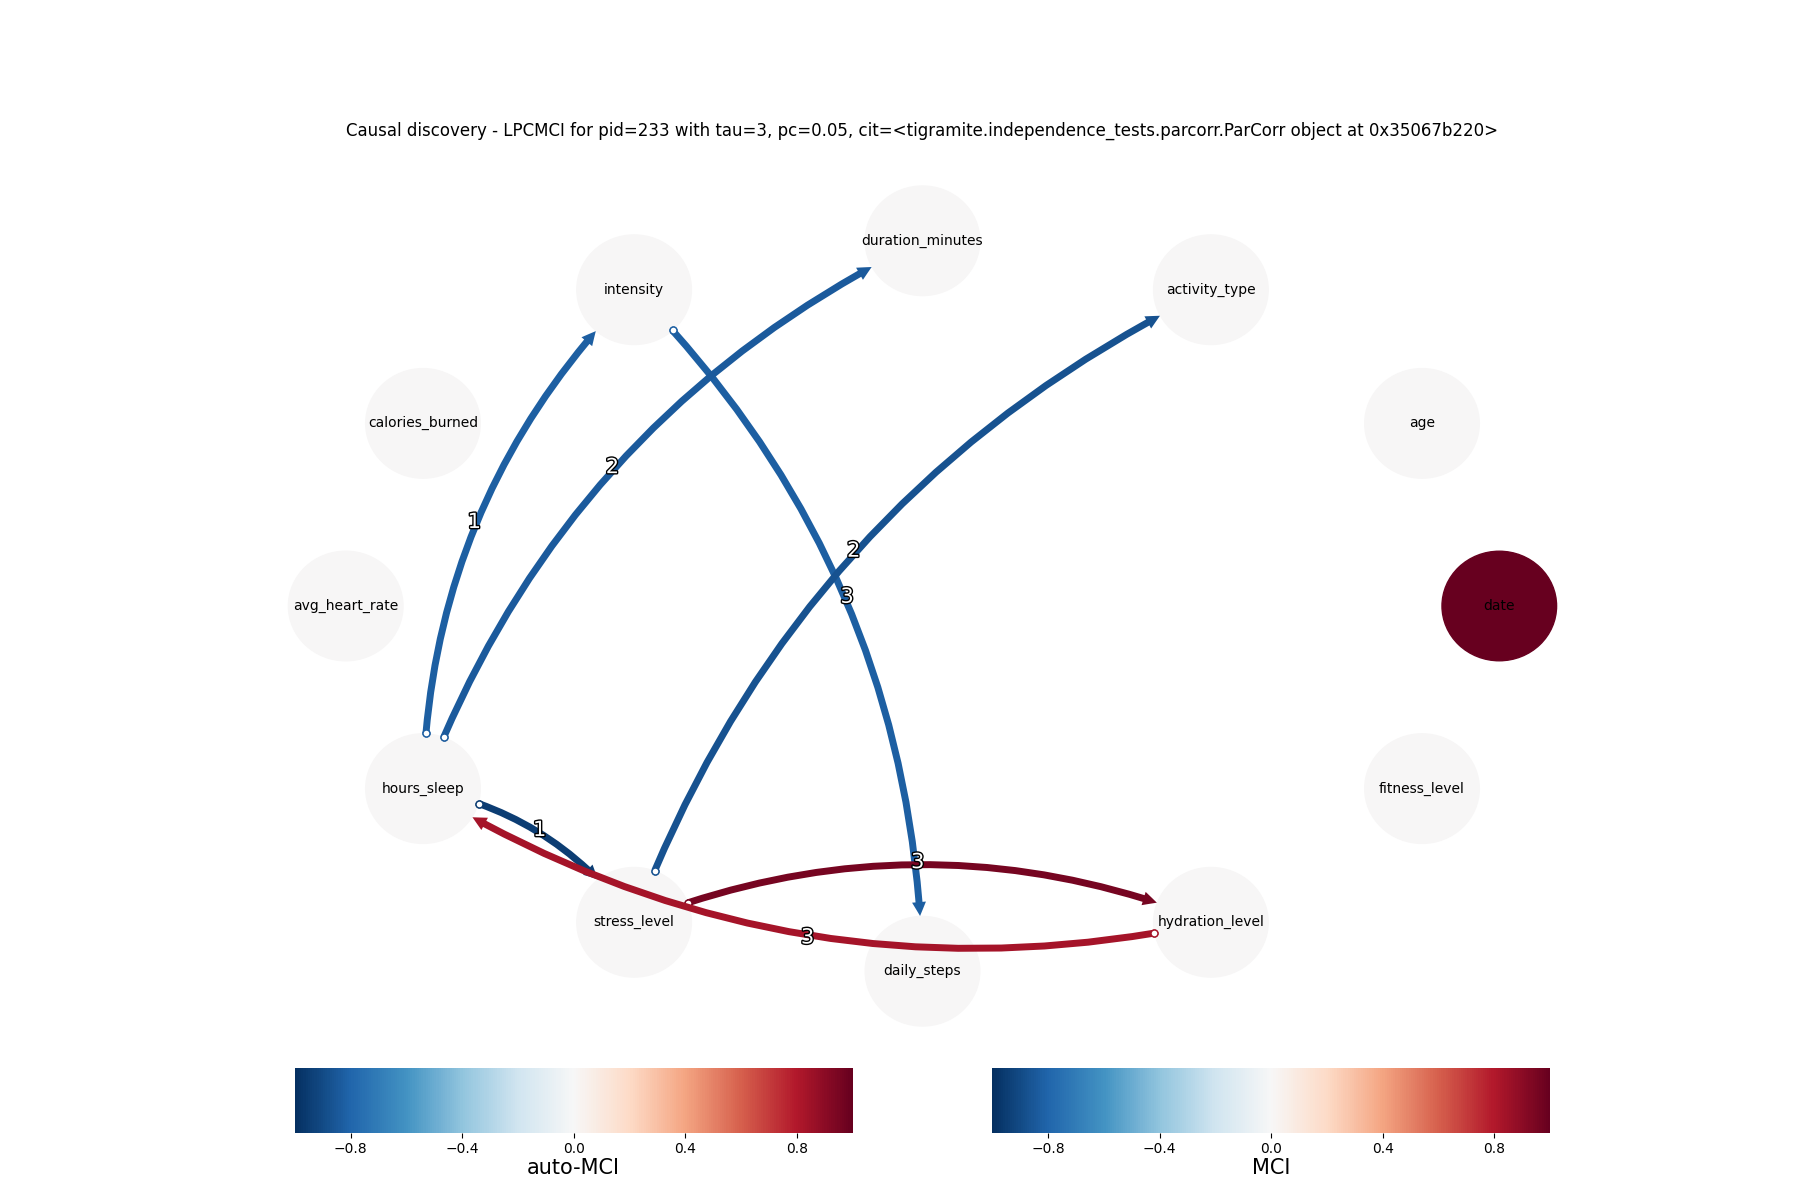 Causal discovery - LPCMCI for pid=233 with tau=3, pc=0.05, cit=<tigramite.independence_tests.parcorr.ParCorr object at 0x35067b220>
duration_minutes
intensity
activity_type
calories_burned
age
2
1
2
3
avg_heart_rate
date
hours_sleep
fitness_level
1
3
stress_level
hydration_level
3
daily_steps
−0.8
−0.4
0.0
0.4
0.8
auto-MCI
−0.8
−0.4
0.0
0.4
0.8
MCI